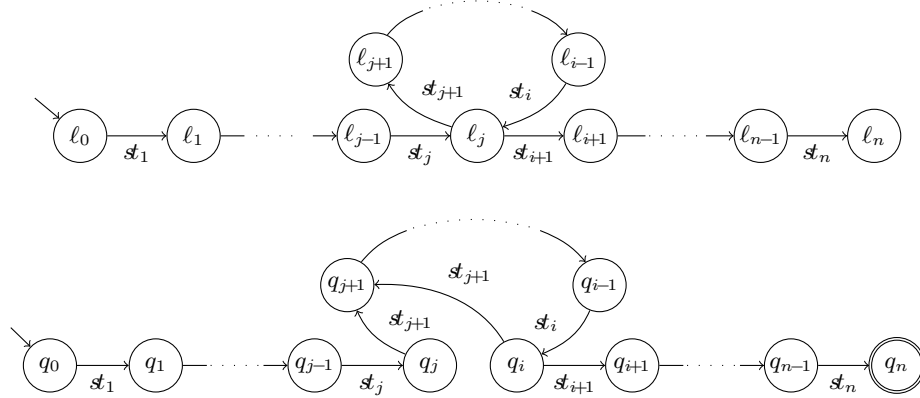 ℓ_{j+1} ℓ_{i−1}
st_{j+1} st_i
ℓ_0 ℓ_1 ℓ_{j−1} ℓ_j ℓ_{i+1} ℓ_{n−1} ℓ_n
st_1 st_j st_{i+1} st_n
st_{j+1}
q_{j+1} q_{i−1}
st_{j+1} st_i
q_0 q_1 q_{j−1} q_j q_i q_{i+1} q_{n−1} q_n
st_1 st_j st_{i+1} st_n